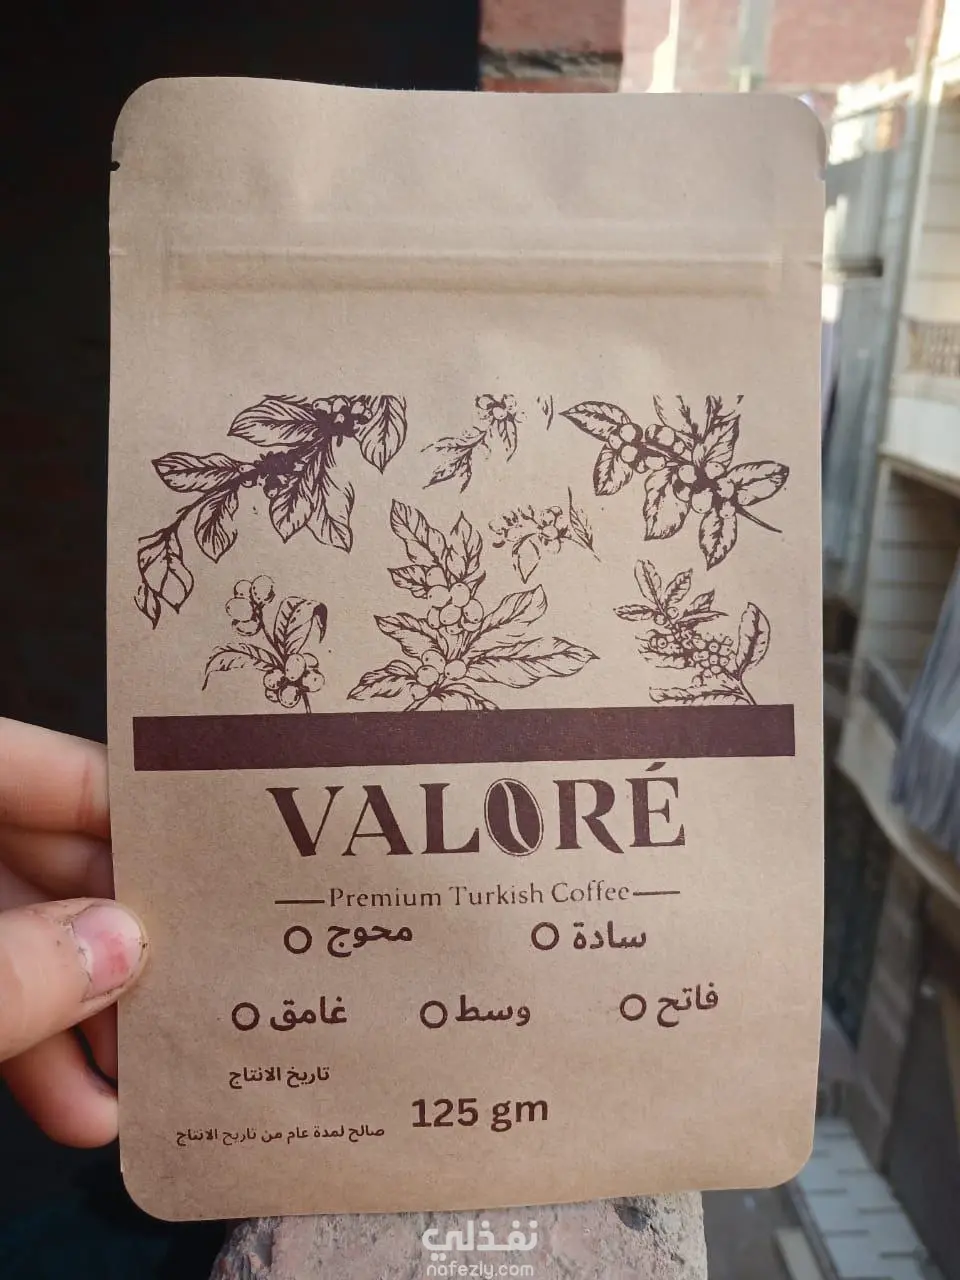 VALORÉ
Premium Turkish Coffee
سادة محوج
فاتح وسط غامق
تاريخ الانتاج
125 gm
صالح لمدة عام من تاريخ الانتاج
نفذلي
nafezly.com